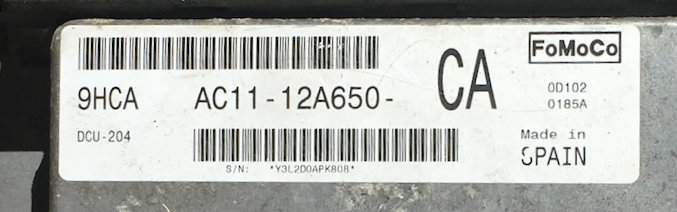 FoMoCo
9HCA AC11-12A650- CA
0D102
0185A
DCU-204
Made in
SPAIN
S/N: *Y3L2D0APK808*